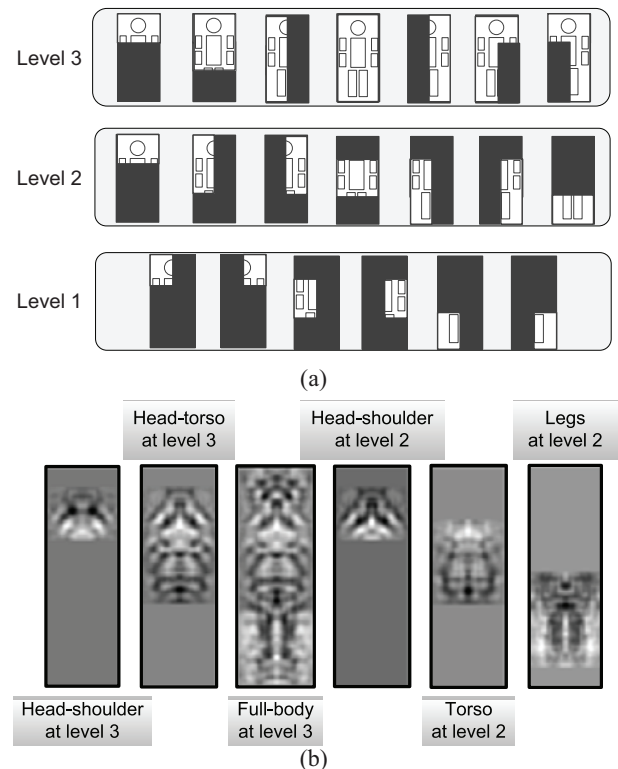 Level 3
Level 2
Level 1
(a)
Head-torso
at level 3
Head-shoulder
at level 2
Legs
at level 2
Head-shoulder
at level 3
Full-body
at level 3
Torso
at level 2
(b)